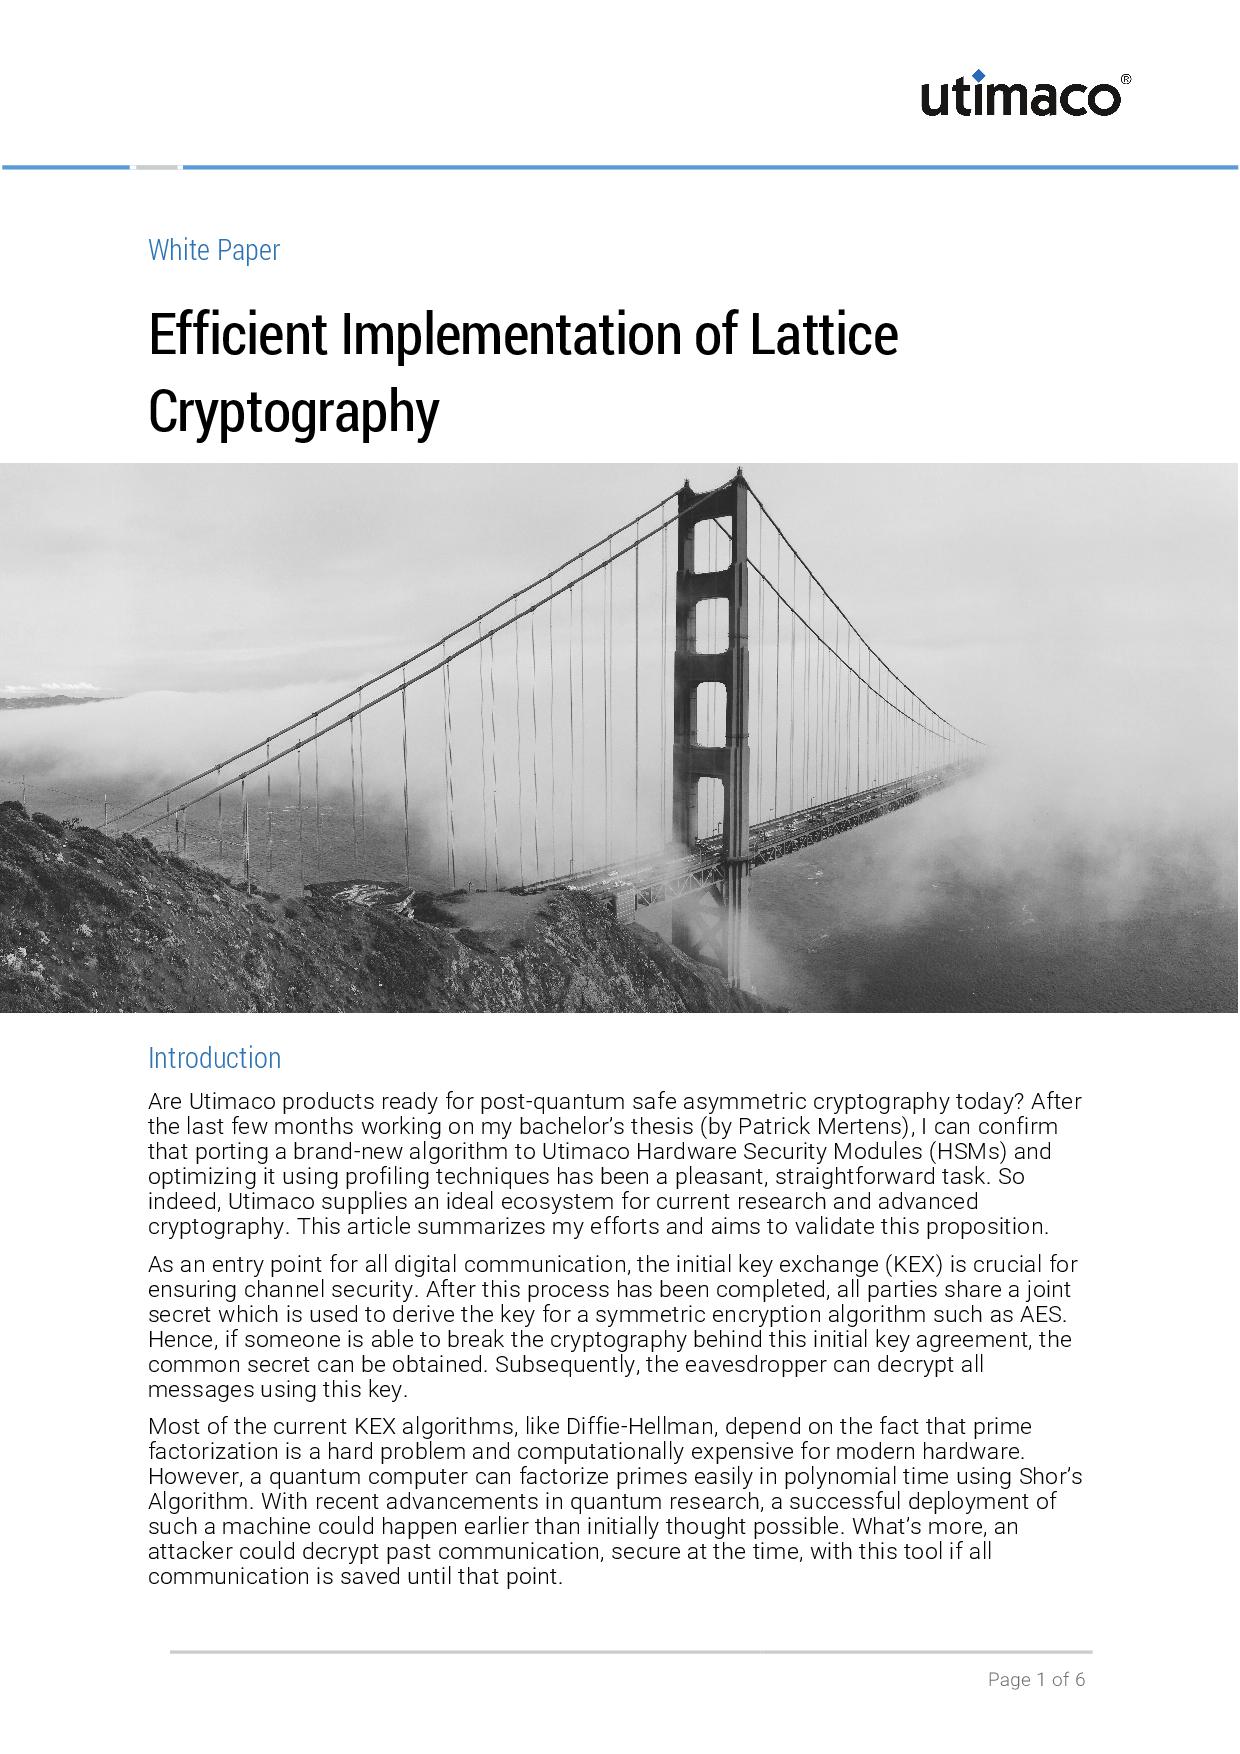 utimaco®
White Paper
Efficient Implementation of Lattice
Cryptography
Introduction
Are Utimaco products ready for post-quantum safe asymmetric cryptography today? After
the last few months working on my bachelor’s thesis (by Patrick Mertens), I can confirm
that porting a brand-new algorithm to Utimaco Hardware Security Modules (HSMs) and
optimizing it using profiling techniques has been a pleasant, straightforward task. So
indeed, Utimaco supplies an ideal ecosystem for current research and advanced
cryptography. This article summarizes my efforts and aims to validate this proposition.
As an entry point for all digital communication, the initial key exchange (KEX) is crucial for
ensuring channel security. After this process has been completed, all parties share a joint
secret which is used to derive the key for a symmetric encryption algorithm such as AES.
Hence, if someone is able to break the cryptography behind this initial key agreement, the
common secret can be obtained. Subsequently, the eavesdropper can decrypt all
messages using this key.
Most of the current KEX algorithms, like Diffie-Hellman, depend on the fact that prime
factorization is a hard problem and computationally expensive for modern hardware.
However, a quantum computer can factorize primes easily in polynomial time using Shor’s
Algorithm. With recent advancements in quantum research, a successful deployment of
such a machine could happen earlier than initially thought possible. What’s more, an
attacker could decrypt past communication, secure at the time, with this tool if all
communication is saved until that point.
Page 1 of 6